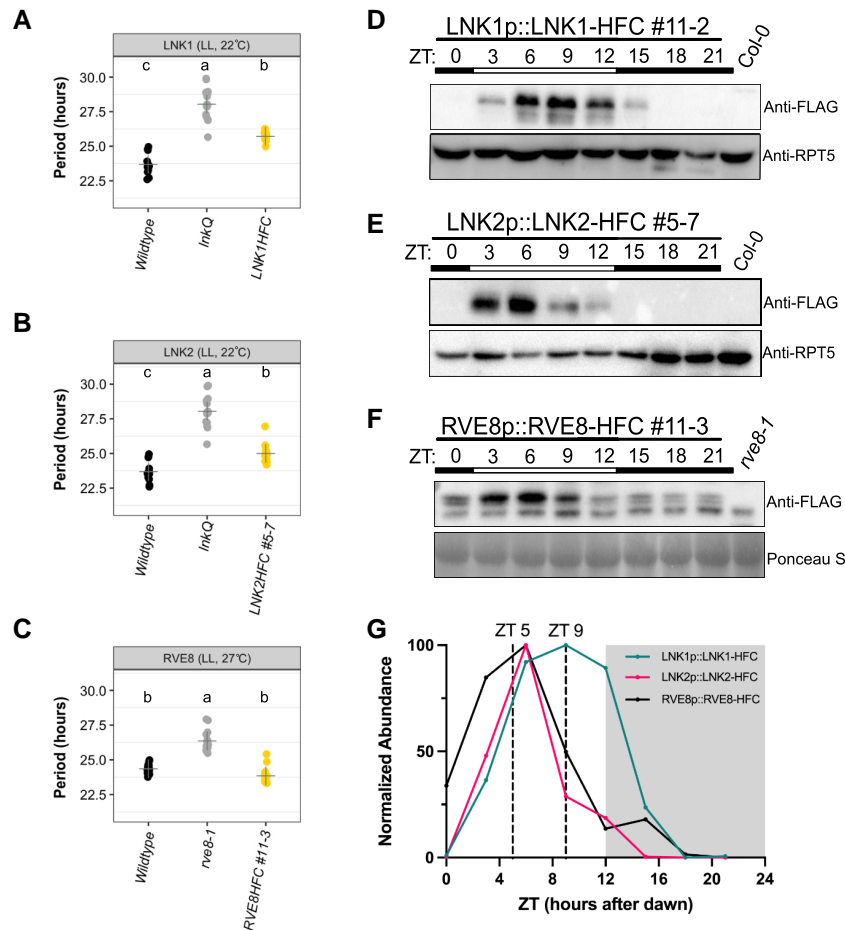 A
LNK1 (LL, 22°C)
c a b
Period (hours)
30.0
27.5
25.0
22.5
Wildtype
lnkQ
LNK1HFC
B
LNK2 (LL, 22°C)
c a b
Period (hours)
30.0
27.5
25.0
22.5
Wildtype
lnkQ
LNK2HFC #5-7
C
RVE8 (LL, 27°C)
b a b
Period (hours)
30.0
27.5
25.0
22.5
Wildtype
rve8-1
RVE8HFC #11-3
D
LNK1p::LNK1-HFC #11-2
ZT: 0 3 6 9 12 15 18 21 Col-0
Anti-FLAG
Anti-RPT5
E
LNK2p::LNK2-HFC #5-7
ZT: 0 3 6 9 12 15 18 21 Col-0
Anti-FLAG
Anti-RPT5
F
RVE8p::RVE8-HFC #11-3
ZT: 0 3 6 9 12 15 18 21 rve8-1
Anti-FLAG
Ponceau S
G
ZT 5 ZT 9
LNK1p::LNK1-HFC
LNK2p::LNK2-HFC
RVE8p::RVE8-HFC
Normalized Abundance
100
50
0
0 4 8 12 16 20 24
ZT (hours after dawn)